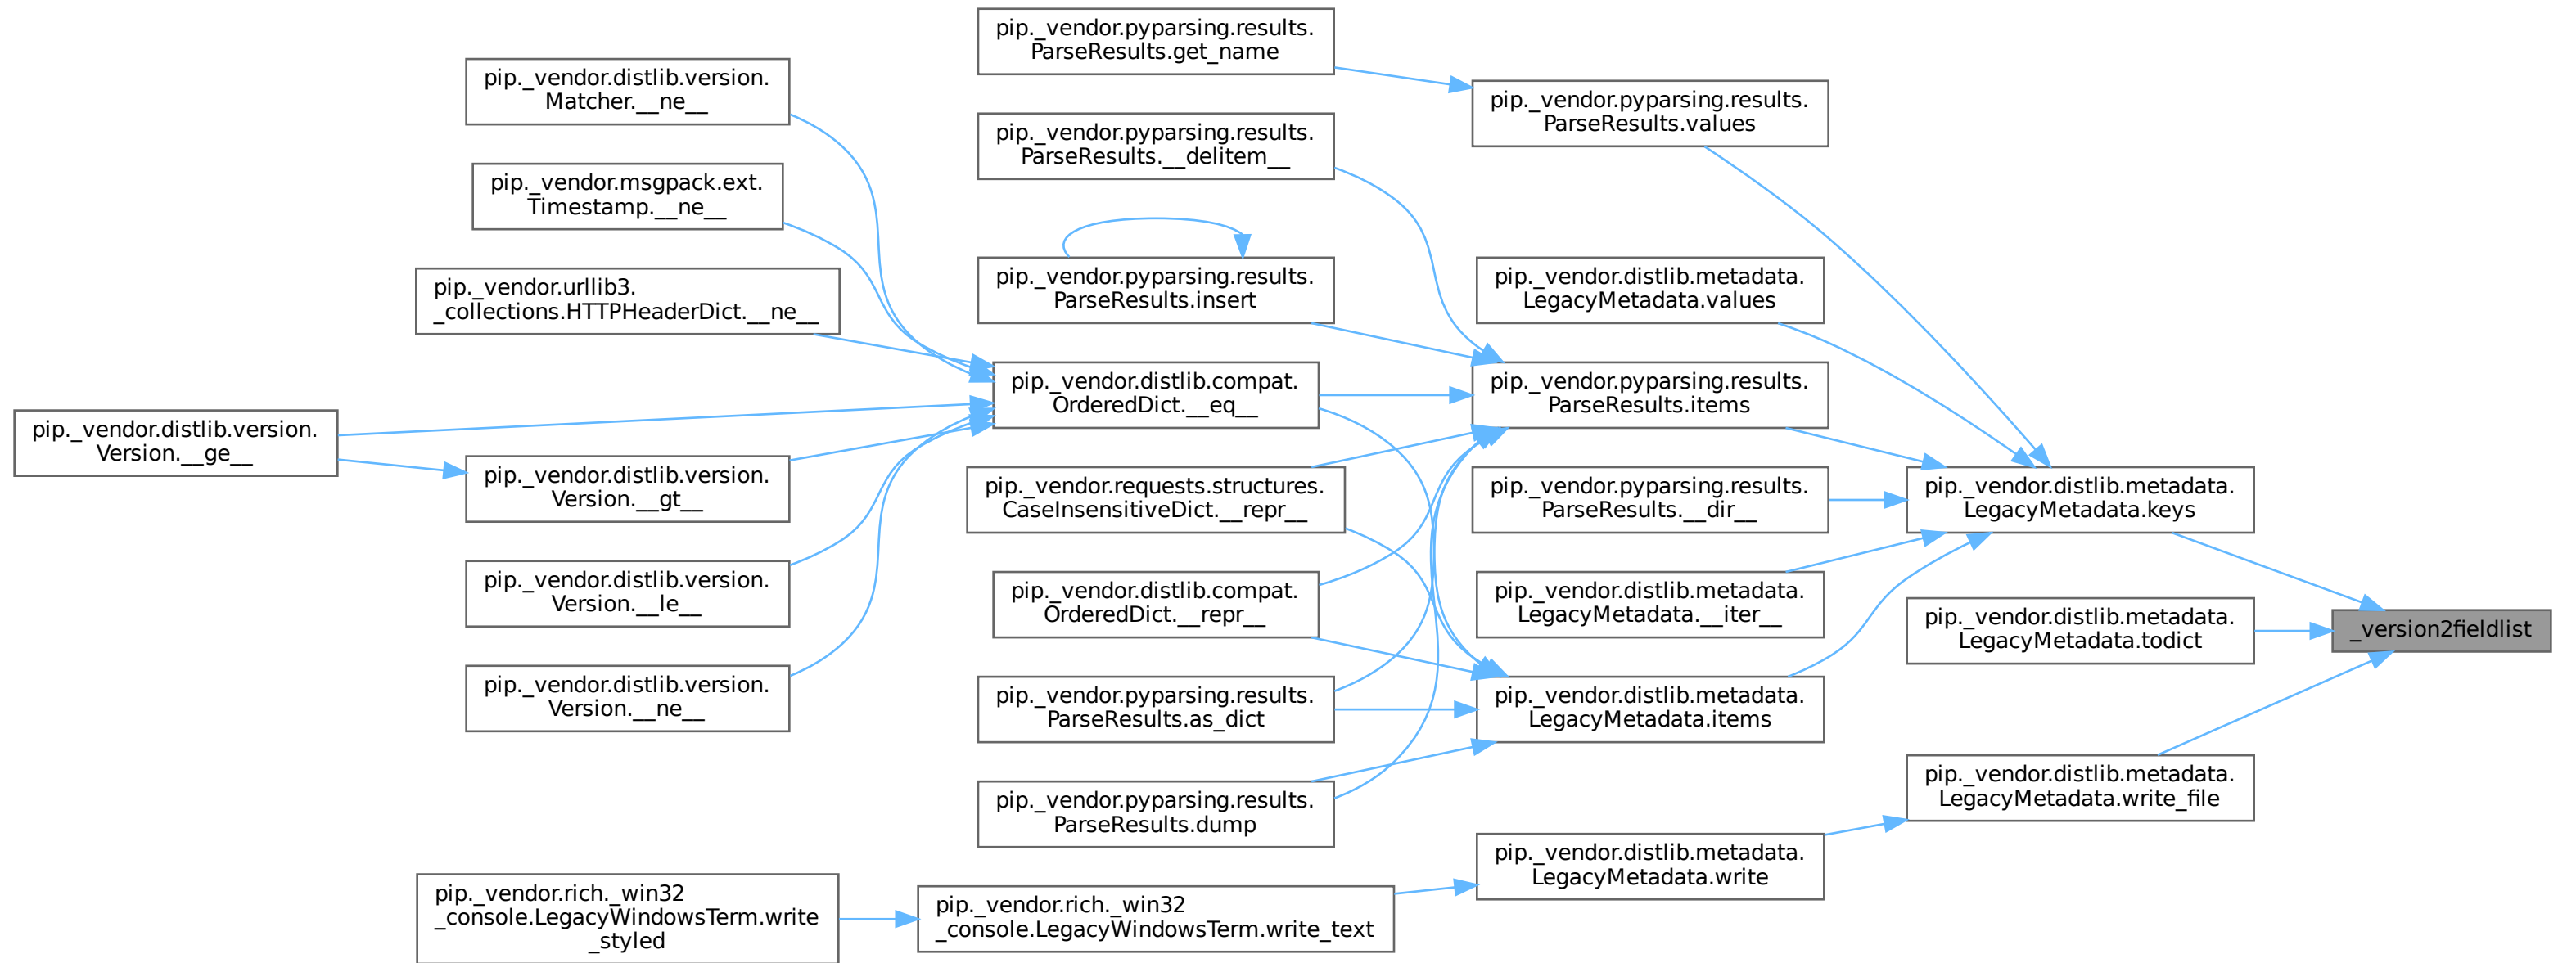 pip._vendor.pyparsing.results.
ParseResults.get_name
pip._vendor.distlib.version.
Matcher.__ne__
pip._vendor.pyparsing.results.
ParseResults.values
pip._vendor.pyparsing.results.
ParseResults.__delitem__
pip._vendor.msgpack.ext.
Timestamp.__ne__
pip._vendor.urllib3.
_collections.HTTPHeaderDict.__ne__
pip._vendor.pyparsing.results.
ParseResults.insert
pip._vendor.distlib.metadata.
LegacyMetadata.values
pip._vendor.distlib.compat.
OrderedDict.__eq__
pip._vendor.pyparsing.results.
ParseResults.items
pip._vendor.distlib.version.
Version.__ge__
pip._vendor.distlib.version.
Version.__gt__
pip._vendor.requests.structures.
CaseInsensitiveDict.__repr__
pip._vendor.pyparsing.results.
ParseResults.__dir__
pip._vendor.distlib.metadata.
LegacyMetadata.keys
pip._vendor.distlib.version.
Version.__le__
pip._vendor.distlib.compat.
OrderedDict.__repr__
pip._vendor.distlib.metadata.
LegacyMetadata.__iter__
pip._vendor.distlib.metadata.
LegacyMetadata.todict
_version2fieldlist
pip._vendor.distlib.version.
Version.__ne__
pip._vendor.pyparsing.results.
ParseResults.as_dict
pip._vendor.distlib.metadata.
LegacyMetadata.items
pip._vendor.distlib.metadata.
LegacyMetadata.write_file
pip._vendor.pyparsing.results.
ParseResults.dump
pip._vendor.distlib.metadata.
LegacyMetadata.write
pip._vendor.rich._win32
_console.LegacyWindowsTerm.write
_styled
pip._vendor.rich._win32
_console.LegacyWindowsTerm.write_text